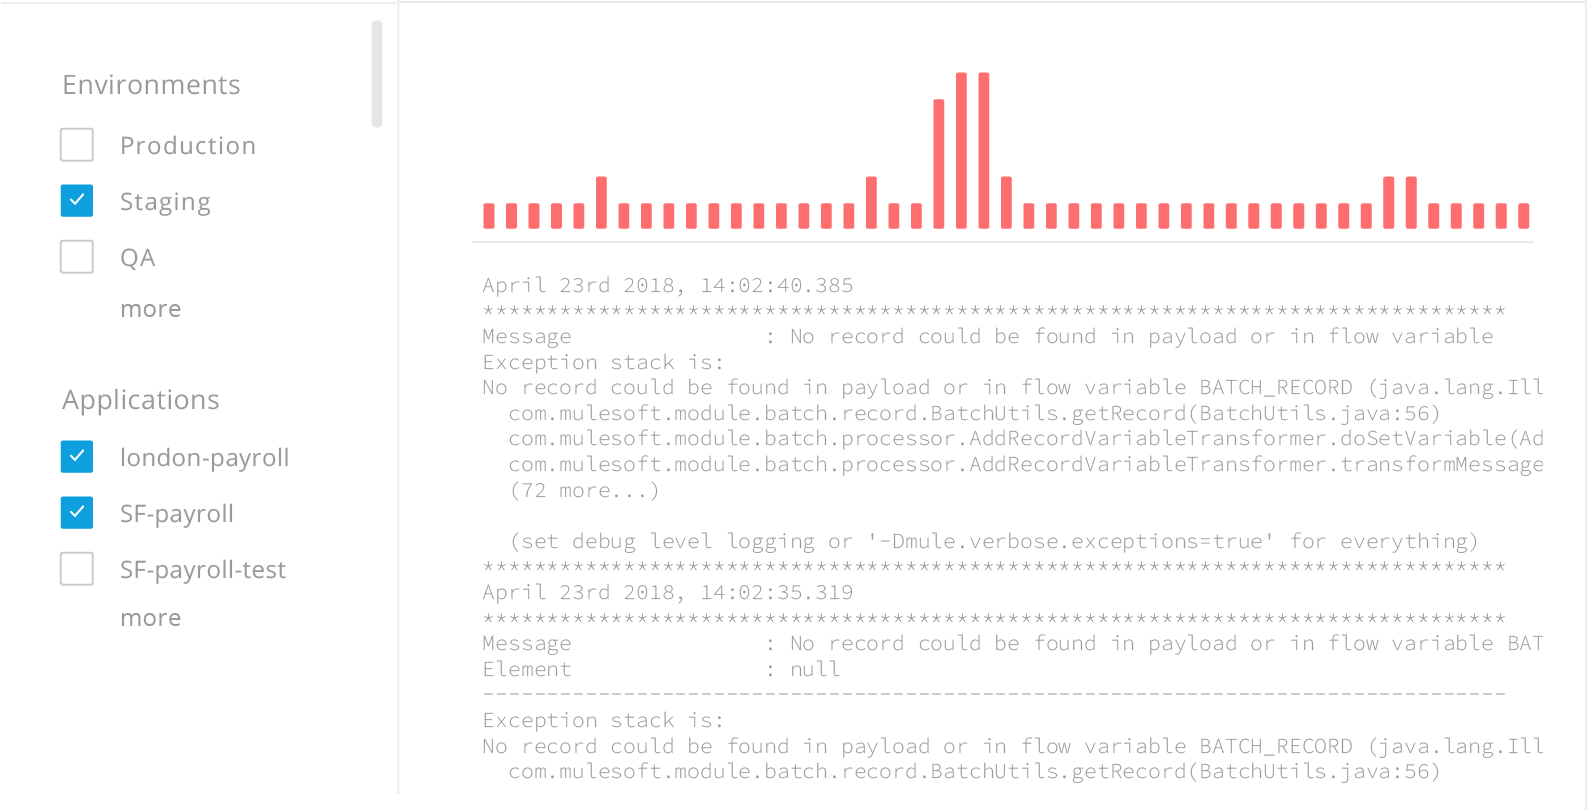 Environments
Production
Staging
QA
more
Applications
london-payroll
SF-payroll
SF-payroll-test
more
April 23rd 2018, 14:02:40.385
********************************************************************************
Message               : No record could be found in payload or in flow variable
Exception stack is:
No record could be found in payload or in flow variable BATCH_RECORD (java.lang.Ill
  com.mulesoft.module.batch.record.BatchUtils.getRecord(BatchUtils.java:56)
  com.mulesoft.module.batch.processor.AddRecordVariableTransformer.doSetVariable(Ad
  com.mulesoft.module.batch.processor.AddRecordVariableTransformer.transformMessage
  (72 more...)
  (set debug level logging or '-Dmule.verbose.exceptions=true' for everything)
********************************************************************************
April 23rd 2018, 14:02:35.319
********************************************************************************
Message               : No record could be found in payload or in flow variable BAT
Element               : null
--------------------------------------------------------------------------------
Exception stack is:
No record could be found in payload or in flow variable BATCH_RECORD (java.lang.Ill
  com.mulesoft.module.batch.record.BatchUtils.getRecord(BatchUtils.java:56)